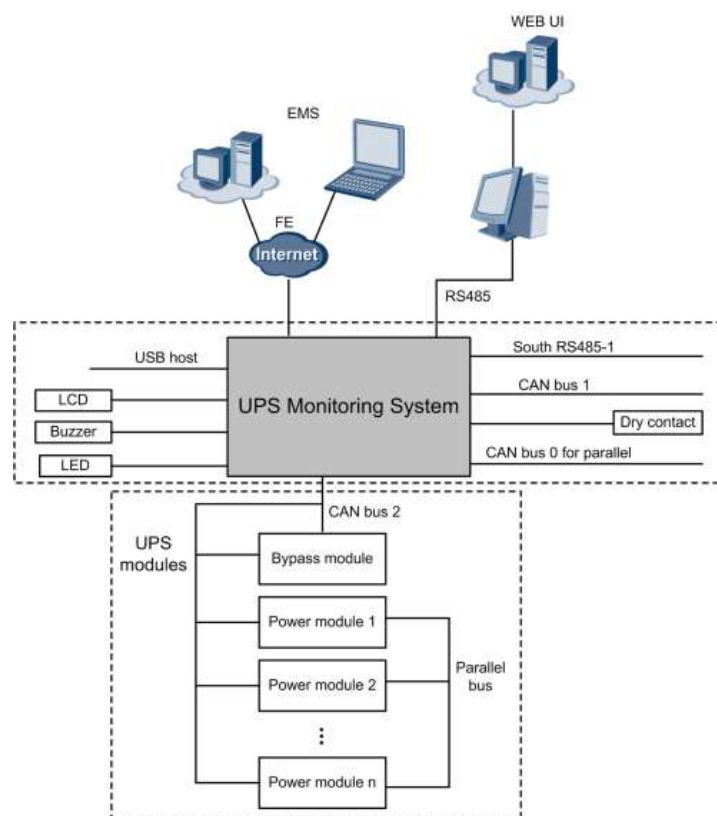 WEB UI
EMS
FE
Internet
RS485
USB host
South RS485-1
LCD
UPS Monitoring System
CAN bus 1
Buzzer
Dry contact
LED
CAN bus 0 for parallel
CAN bus 2
UPS
modules
Bypass module
Power module 1
Power module 2
Parallel
bus
Power module n